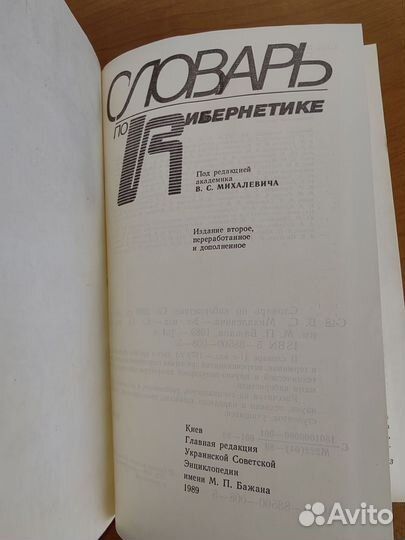 СЛОВАРЬ
ПО КИБЕРНЕТИКЕ
Под редакцией
академика
В. С. МИХАЛЕВИЧА
Издание второе,
переработанное
и дополненное
Киев
Главная редакция
Украинской Советской
Энциклопедии
имени М. П. Бажана
1989
Avito